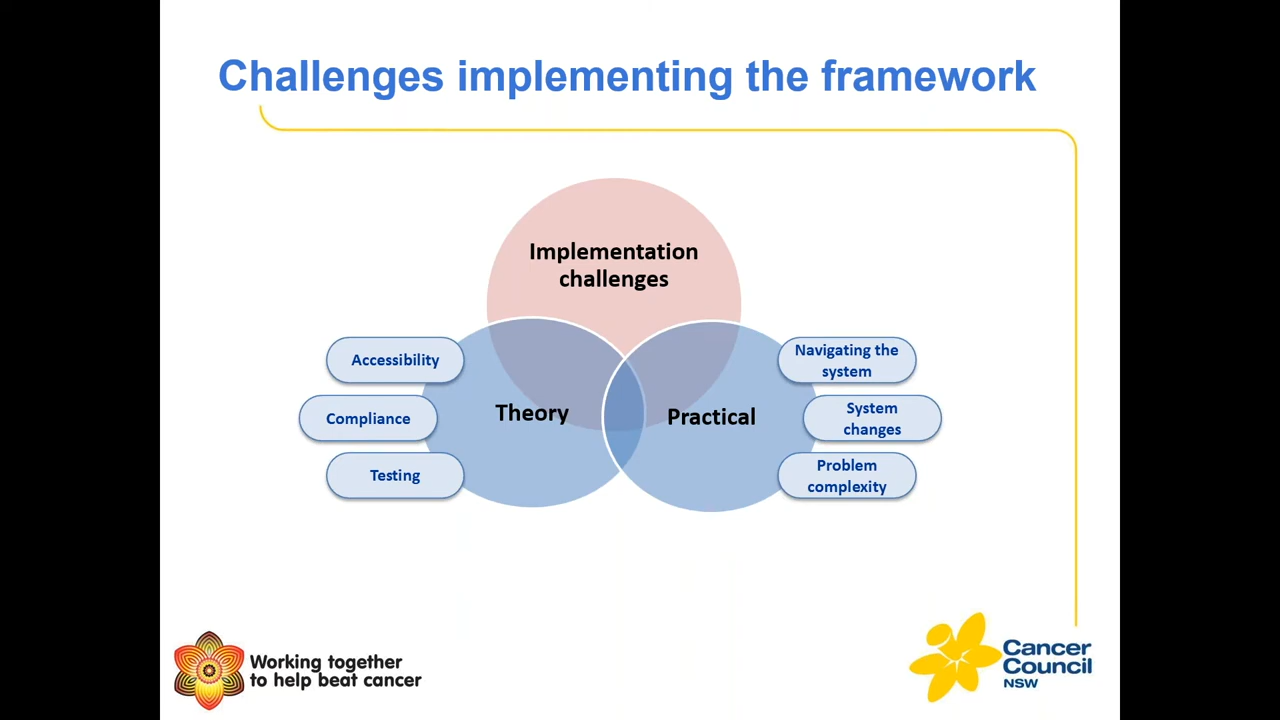 Challenges implementing the framework
Implementation
challenges
Theory
Practical
Accessibility
Compliance
Testing
Navigating the
system
System
changes
Problem
complexity
Working together
to help beat cancer
Cancer
Council
NSW